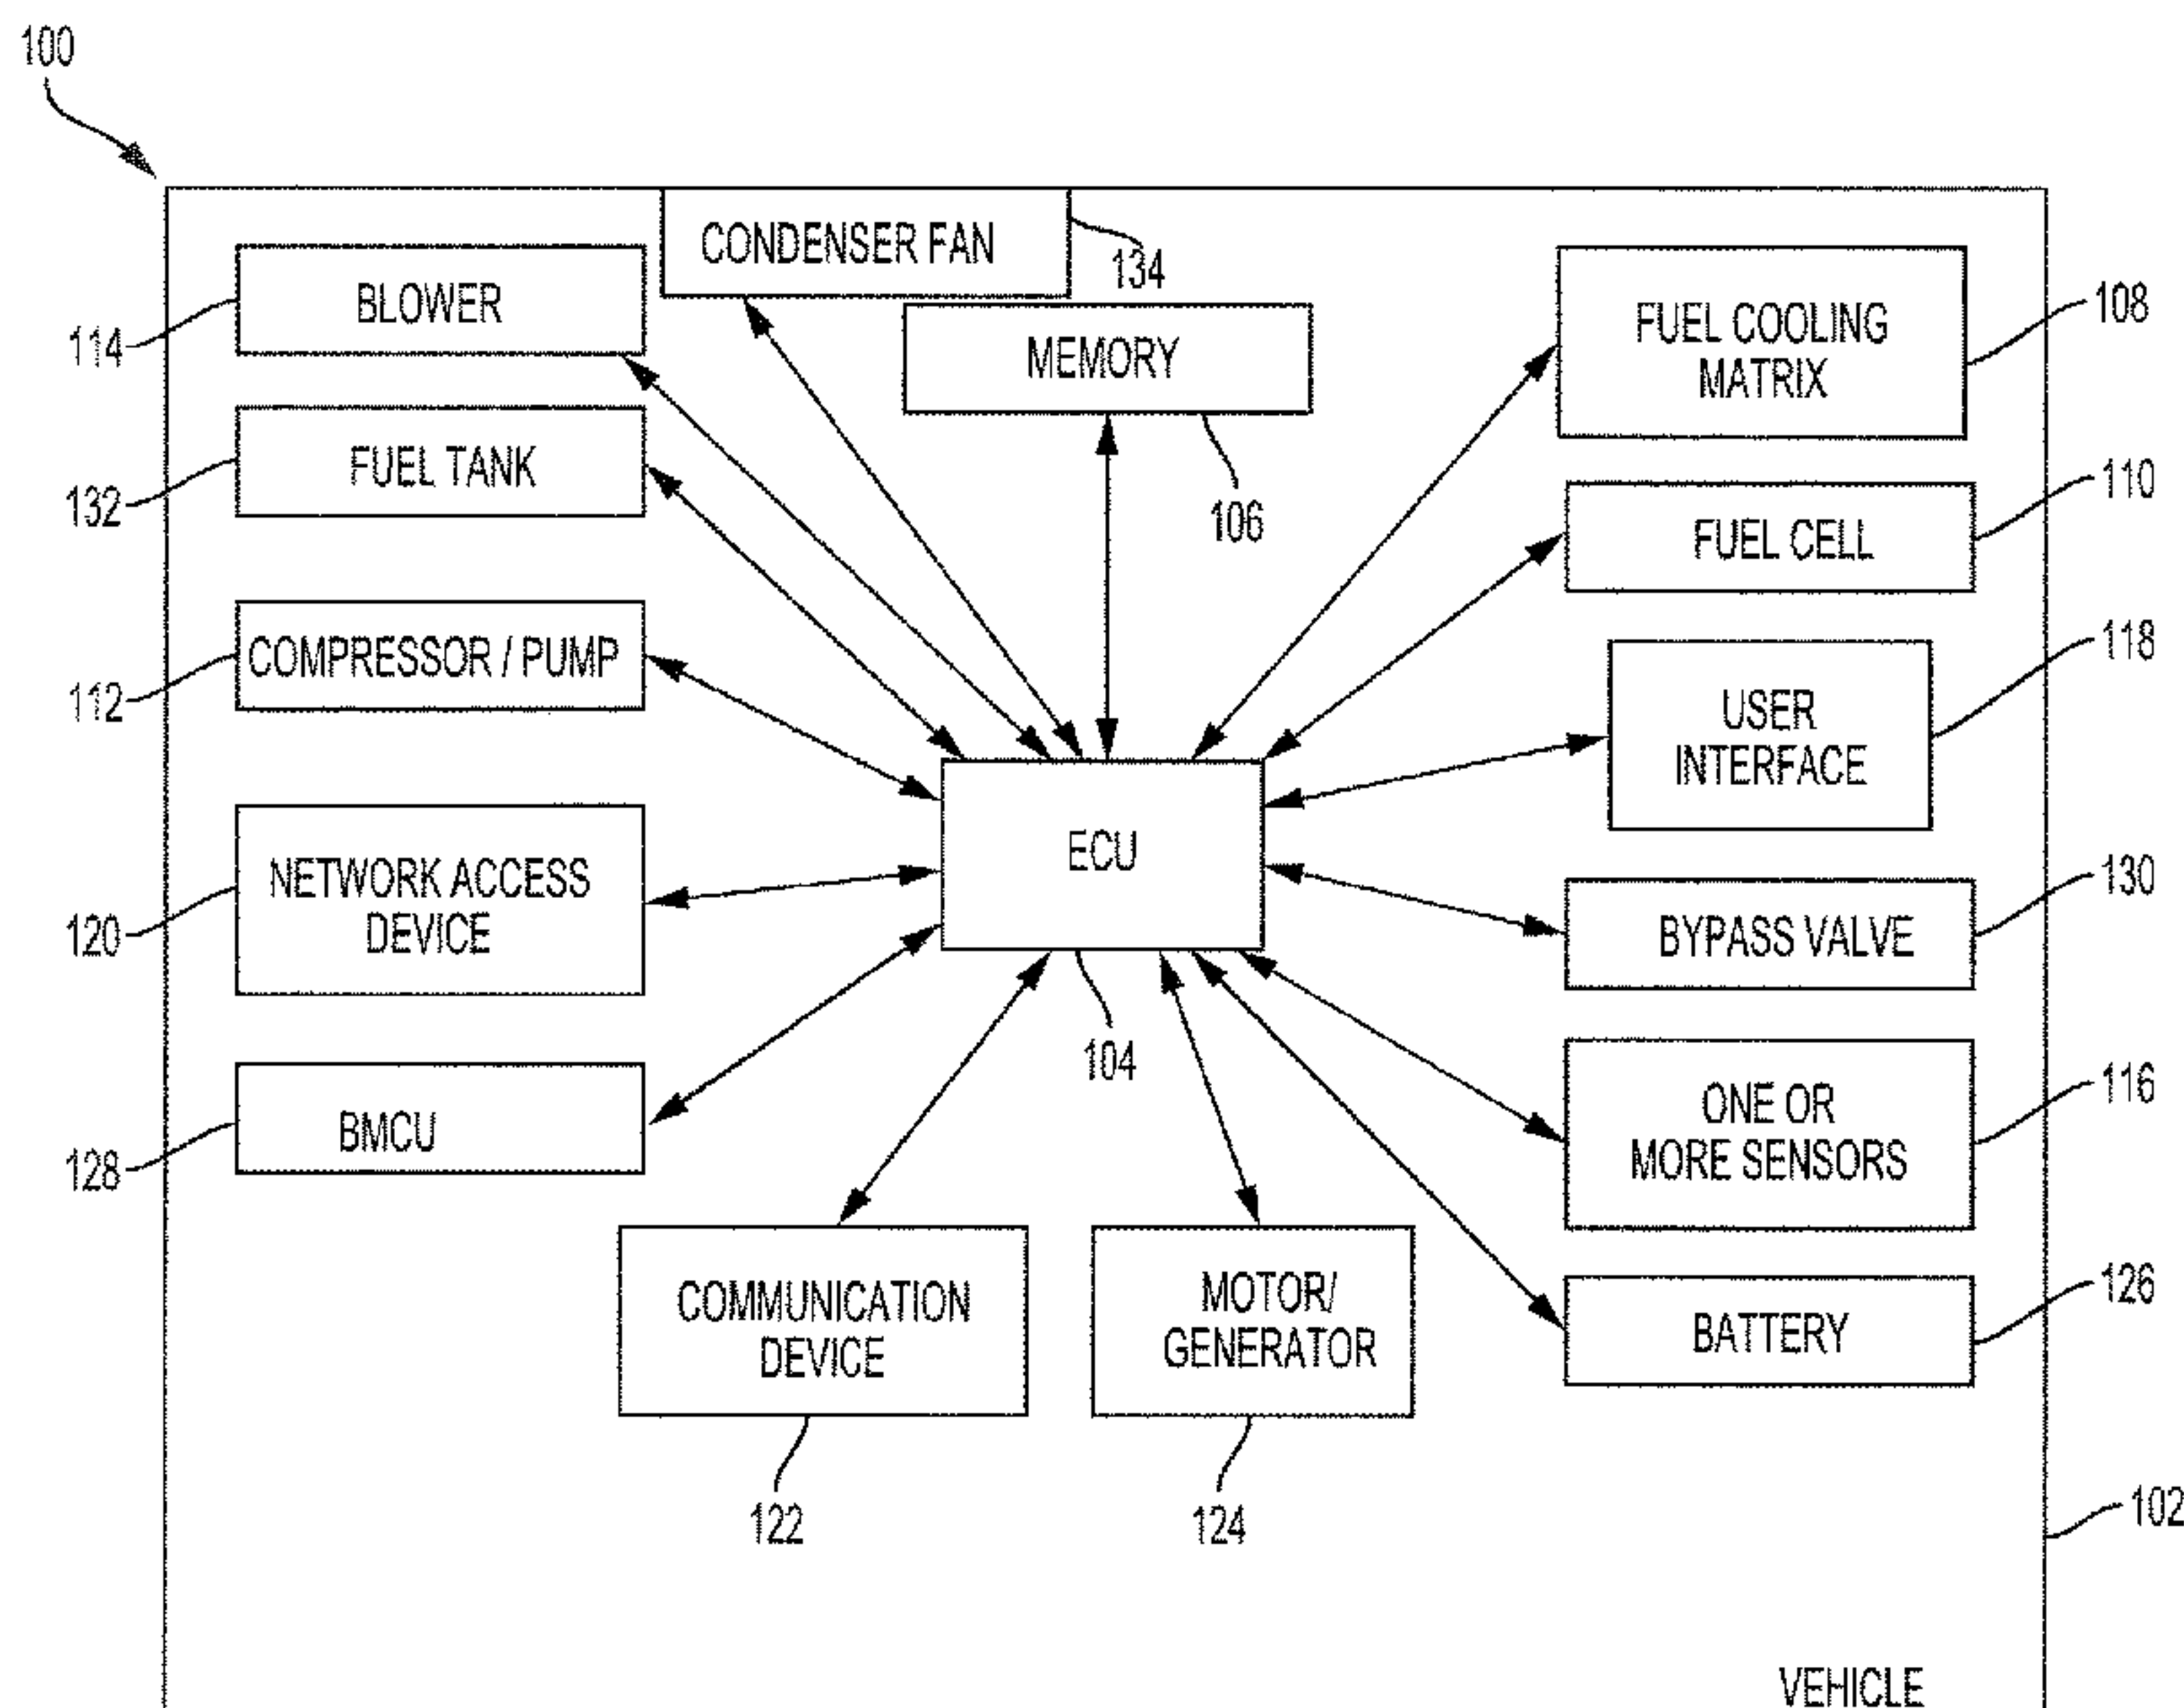 100
CONDENSER FAN
134
BLOWER
114
MEMORY
106
FUEL COOLING
MATRIX
108
FUEL TANK
132
FUEL CELL
110
COMPRESSOR / PUMP
112
USER
INTERFACE
118
ECU
104
NETWORK ACCESS
DEVICE
120
BYPASS VALVE
130
BMCU
128
ONE OR
MORE SENSORS
116
COMMUNICATION
DEVICE
122
MOTOR/
GENERATOR
124
BATTERY
126
102
VEHICLE